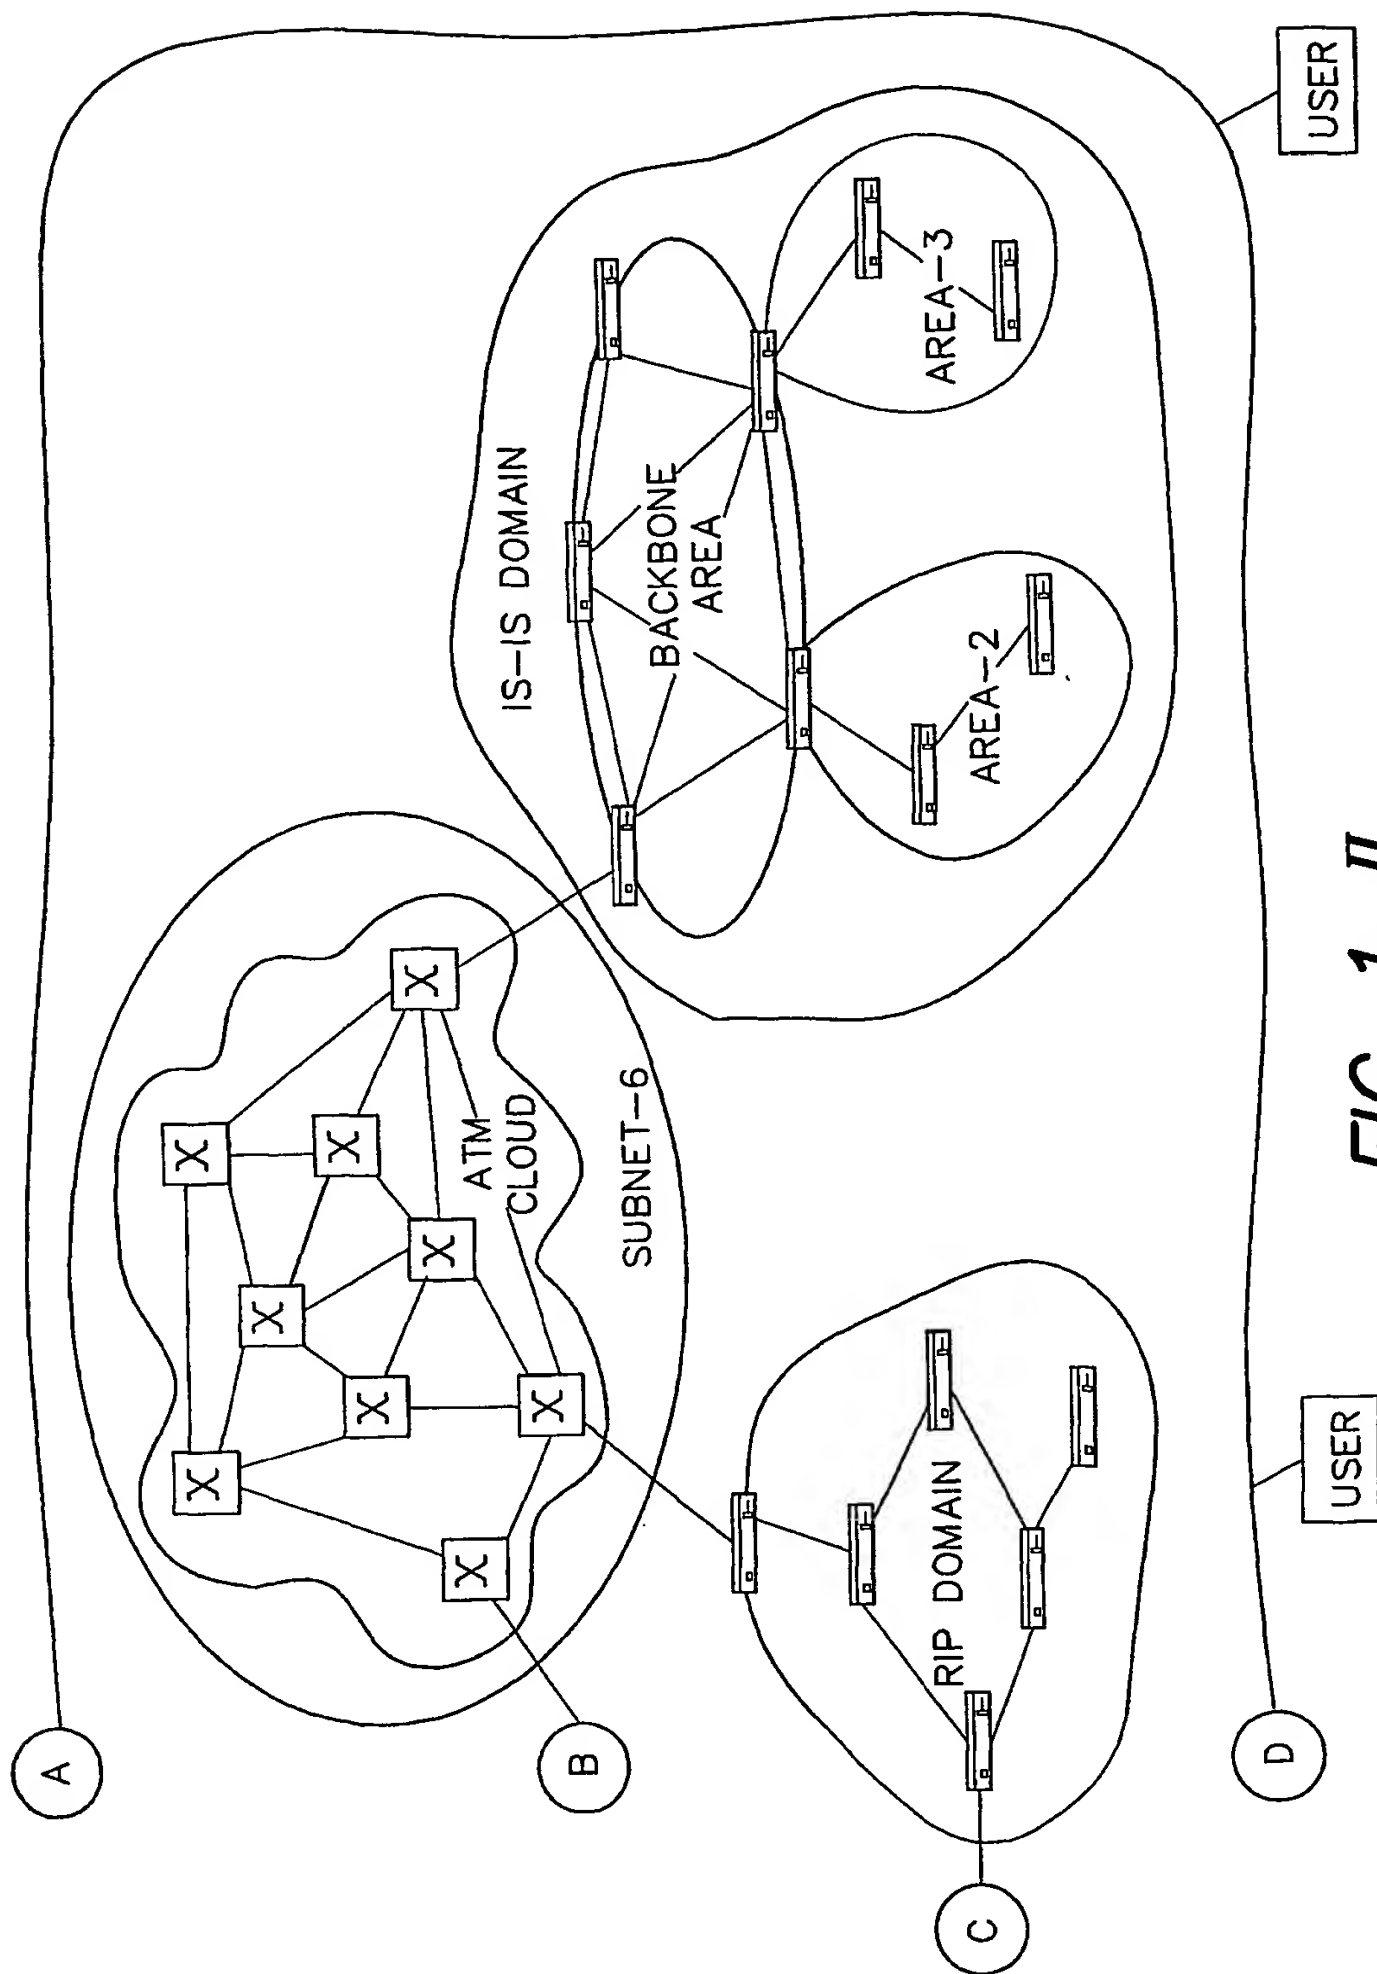 A
B
C
D
ATM
CLOUD
SUBNET-6
IS-IS DOMAIN
BACKBONE
AREA
AREA-2
AREA-3
RIP DOMAIN
USER
USER
X
X
X
X
X
X
X
X
X